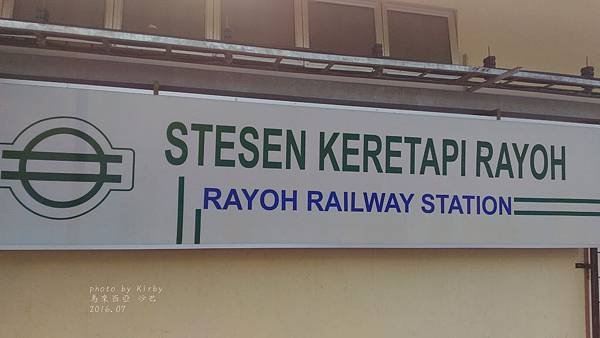 STESEN KERETAPI RAYOH
RAYOH RAILWAY STATION
photo by Kirby
馬來西亞 沙巴
2016.07